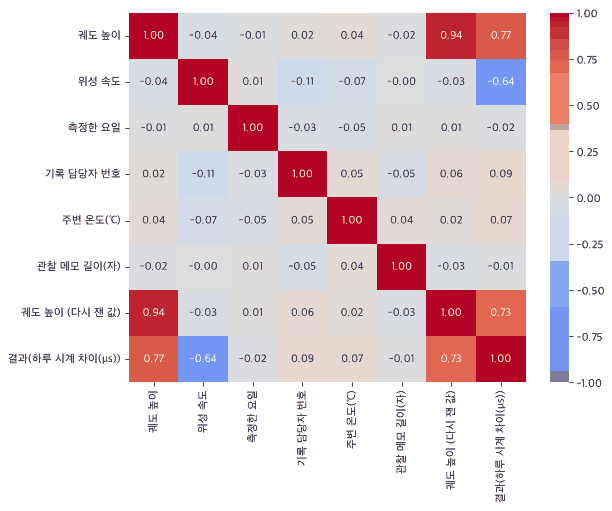 궤도 높이 1.00 -0.04 -0.01 0.02 0.04 -0.02 0.94 0.77
위성 속도 -0.04 1.00 0.01 -0.11 -0.07 -0.00 -0.03 -0.64
측정한 요일 -0.01 0.01 1.00 -0.03 -0.05 0.01 0.01 -0.02
기록 담당자 번호 0.02 -0.11 -0.03 1.00 0.05 -0.05 0.06 0.09
주변 온도(℃) 0.04 -0.07 -0.05 0.05 1.00 0.04 0.02 0.07
관찰 메모 길이(자) -0.02 -0.00 0.01 -0.05 0.04 1.00 -0.03 -0.01
궤도 높이 (다시 잰 값) 0.94 -0.03 0.01 0.06 0.02 -0.03 1.00 0.73
결과(하루 시계 차이(μs)) 0.77 -0.64 -0.02 0.09 0.07 -0.01 0.73 1.00
궤도 높이
위성 속도
측정한 요일
기록 담당자 번호
주변 온도(℃)
관찰 메모 길이(자)
궤도 높이 (다시 잰 값)
결과(하루 시계 차이(μs))
1.00
0.75
0.50
0.25
0.00
-0.25
-0.50
-0.75
-1.00